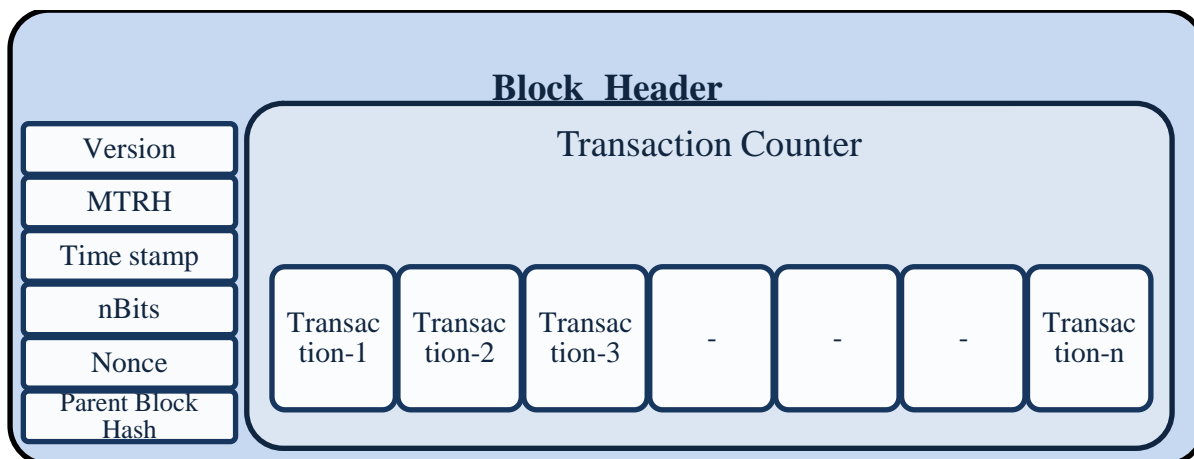 Block Header
Transaction Counter
Version
MTRH
Time stamp
nBits
Nonce
Parent Block
Hash
Transac
tion-1
Transac
tion-2
Transac
tion-3
-
-
-
Transac
tion-n